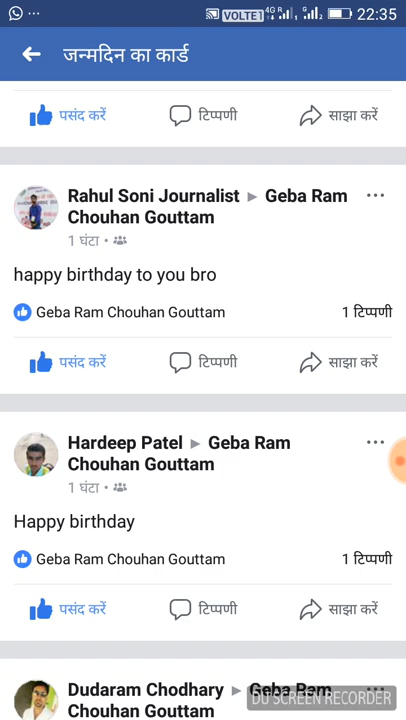 VOLTE 1 4G R 1 G 2 22:35
जन्मदिन का कार्ड
पसंद करें टिप्पणी साझा करें
Rahul Soni Journalist ▶ Geba Ram
Chouhan Gouttam
1 घंटा •
happy birthday to you bro
Geba Ram Chouhan Gouttam 1 टिप्पणी
पसंद करें टिप्पणी साझा करें
Hardeep Patel ▶ Geba Ram
Chouhan Gouttam
1 घंटा •
Happy birthday
Geba Ram Chouhan Gouttam 1 टिप्पणी
पसंद करें टिप्पणी साझा करें
Dudaram Chodhary ▶ Geba Ram
DU SCREEN RECORDER
Chouhan Gouttam